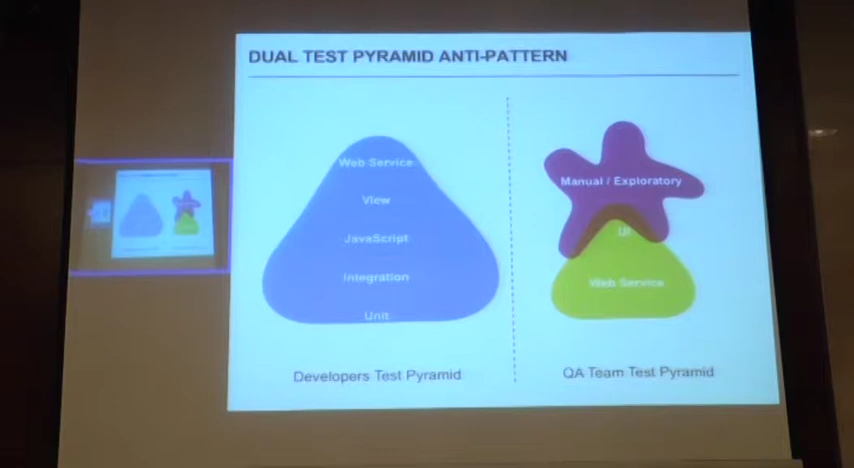 DUAL TEST PYRAMID ANTI-PATTERN
Web Service
View
JavaScript
Integration
Unit
Developers Test Pyramid
Manual / Exploratory
UI
Web Service
QA Team Test Pyramid